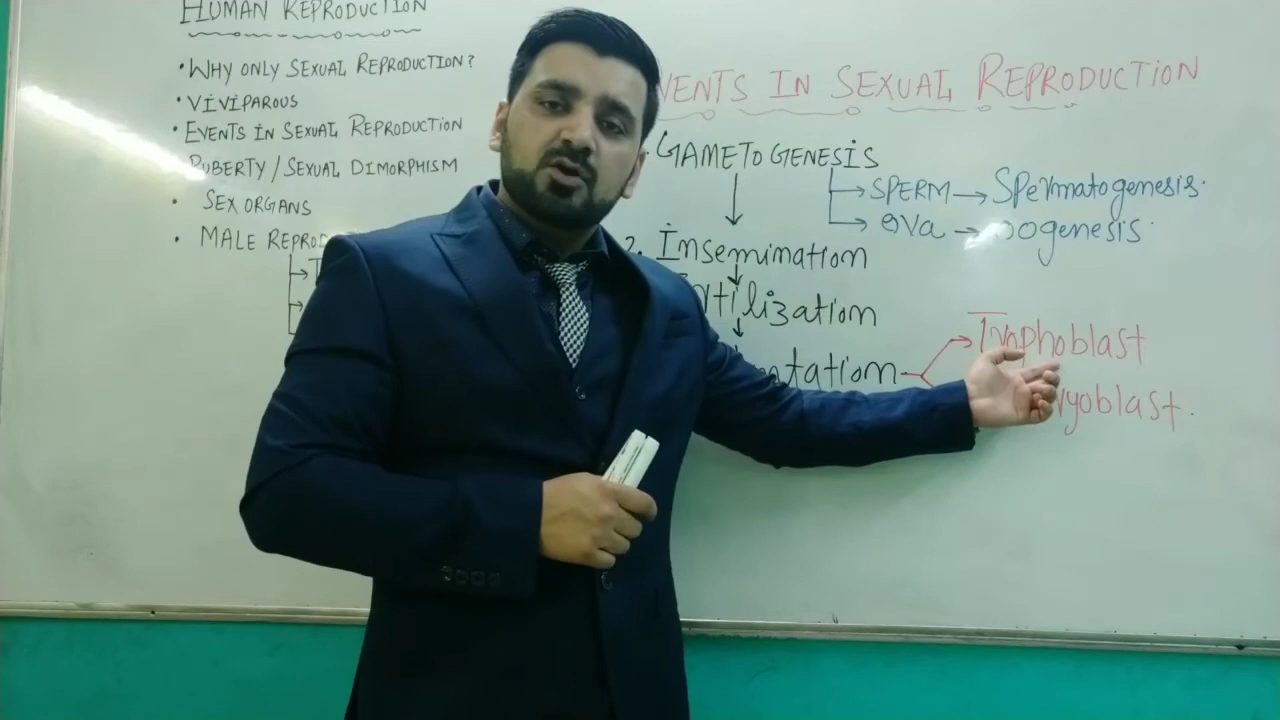 HUMAN REPRODUCTION
• WHY ONLY SEXUAL REPRODUCTION?
• VIVIPAROUS
• EVENTS IN SEXUAL REPRODUCTION
PUBERTY / SEXUAL DIMORPHISM
• SEX ORGANS
• MALE
VENTS IN SEXUAL REPRODUCTION
GAMETOGENESIS
SPERM → Spermatogenesis.
OVA → oogenesis.
2. Insemination
tilization
ntation
Trophoblast
yoblast.